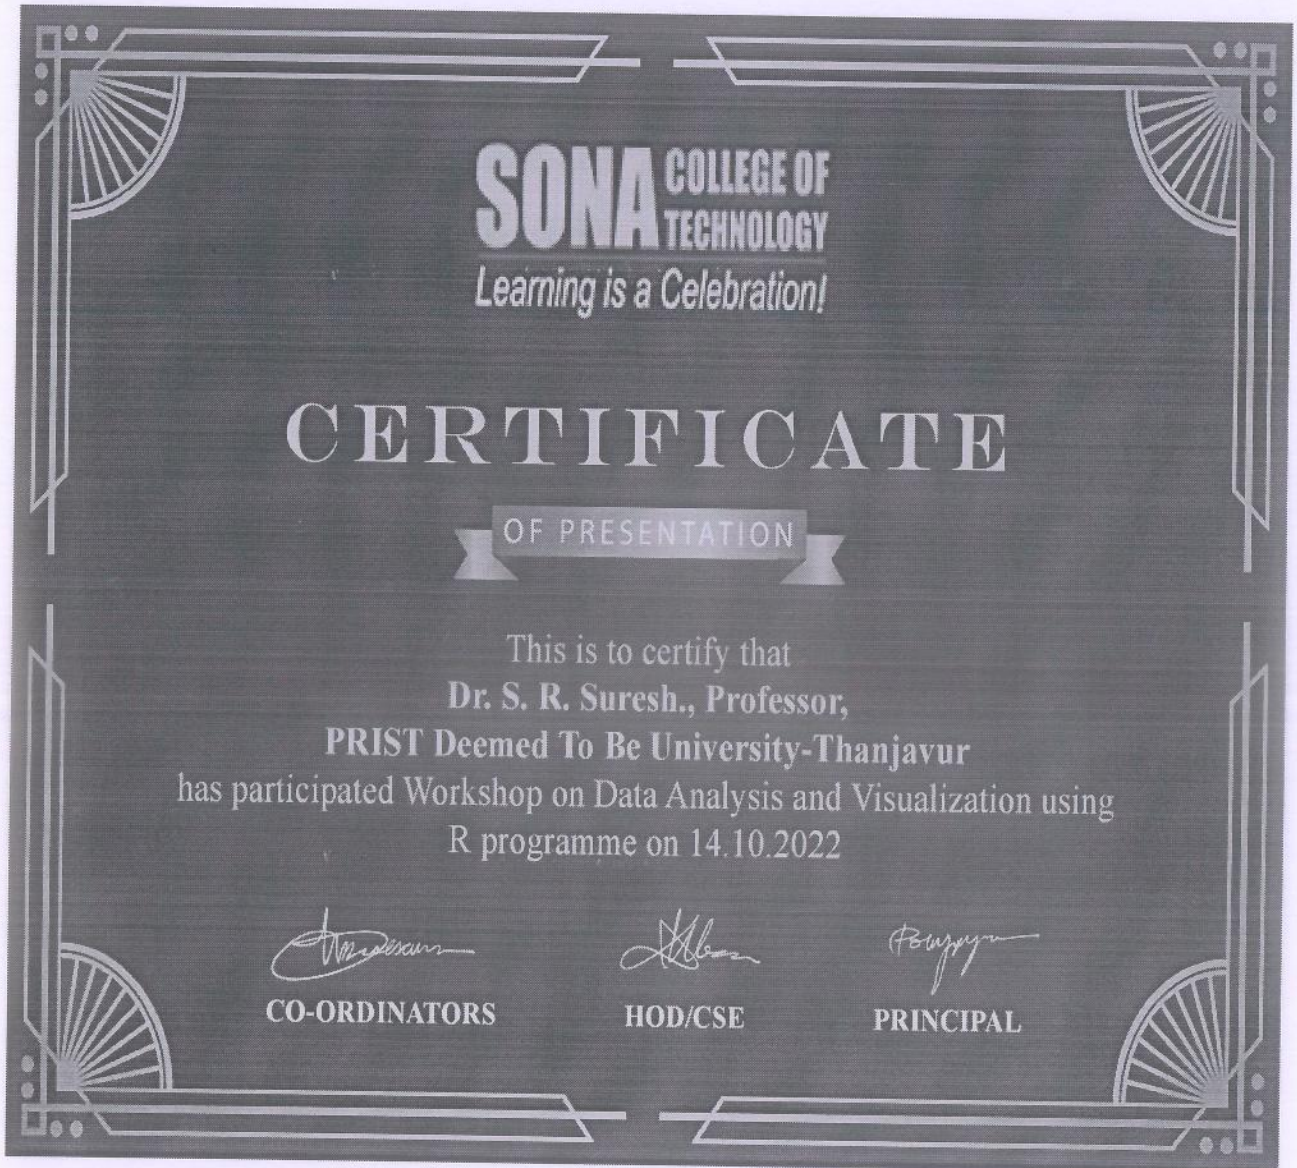 SONA COLLEGE OF
TECHNOLOGY
Learning is a Celebration!
CERTIFICATE
OF PRESENTATION
This is to certify that
Dr. S. R. Suresh., Professor,
PRIST Deemed To Be University-Thanjavur
has participated Workshop on Data Analysis and Visualization using
R programme on 14.10.2022
CO-ORDINATORS
HOD/CSE
PRINCIPAL